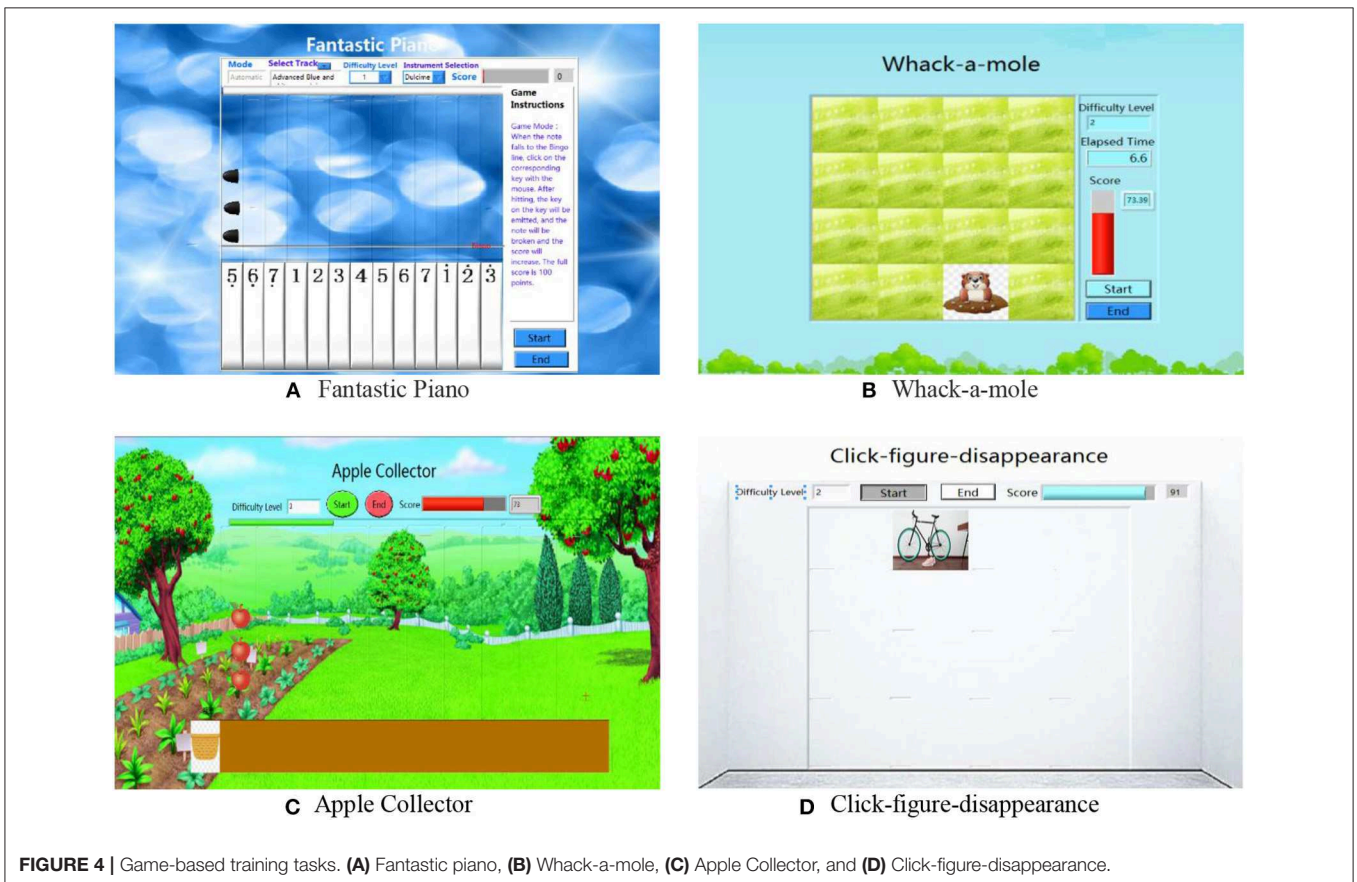 Fantastic Piano
Mode Select Track Difficulty Level Instrument Selection
Automatic Advanced Blue and 1 Dulcime Score 0
Game
Instructions
Game Mode :
When the note
falls to the Bingo
line, click on the
corresponding
key with the
mouse. After
hitting, the key
on the key will be
emitted, and the
note will be
broken and the
score will
increase. The full
score is 100
points.
5̣ 6̣ 7̣ 1 2 3 4 5 6 7 1̇ 2̇ 3̇
Start
End
A Fantastic Piano
Whack-a-mole
Difficulty Level
2
Elapsed Time
6.6
Score
73.39
Start
End
B Whack-a-mole
Apple Collector
Difficulty Level Start End Score 73
C Apple Collector
Click-figure-disappearance
Difficulty Level 2 Start End Score 91
D Click-figure-disappearance
FIGURE 4 | Game-based training tasks. (A) Fantastic piano, (B) Whack-a-mole, (C) Apple Collector, and (D) Click-figure-disappearance.